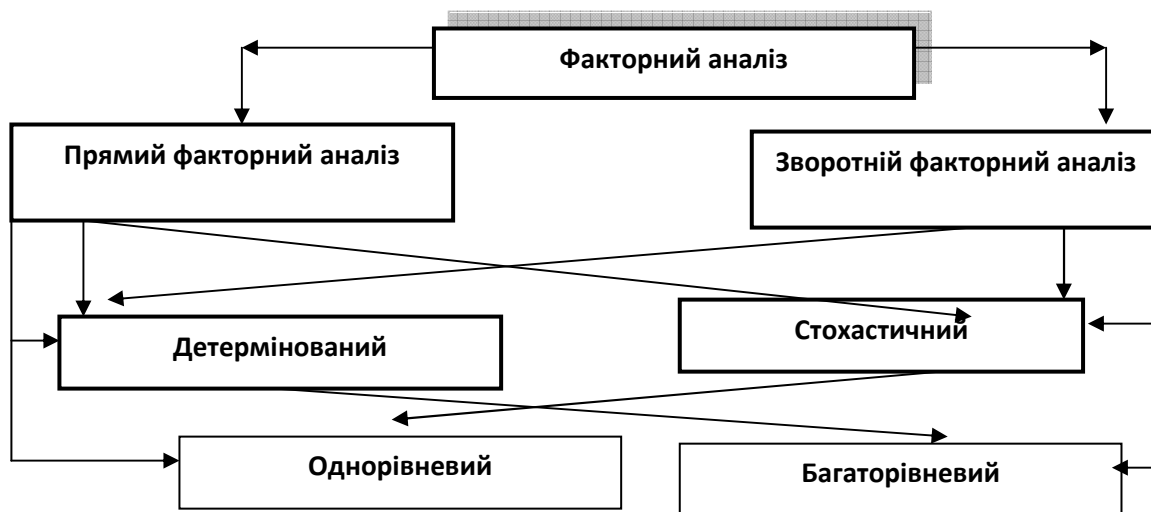 Факторний аналіз
Прямий факторний аналіз
Зворотній факторний аналіз
Детермінований
Стохастичний
Однорівневий
Багаторівневий